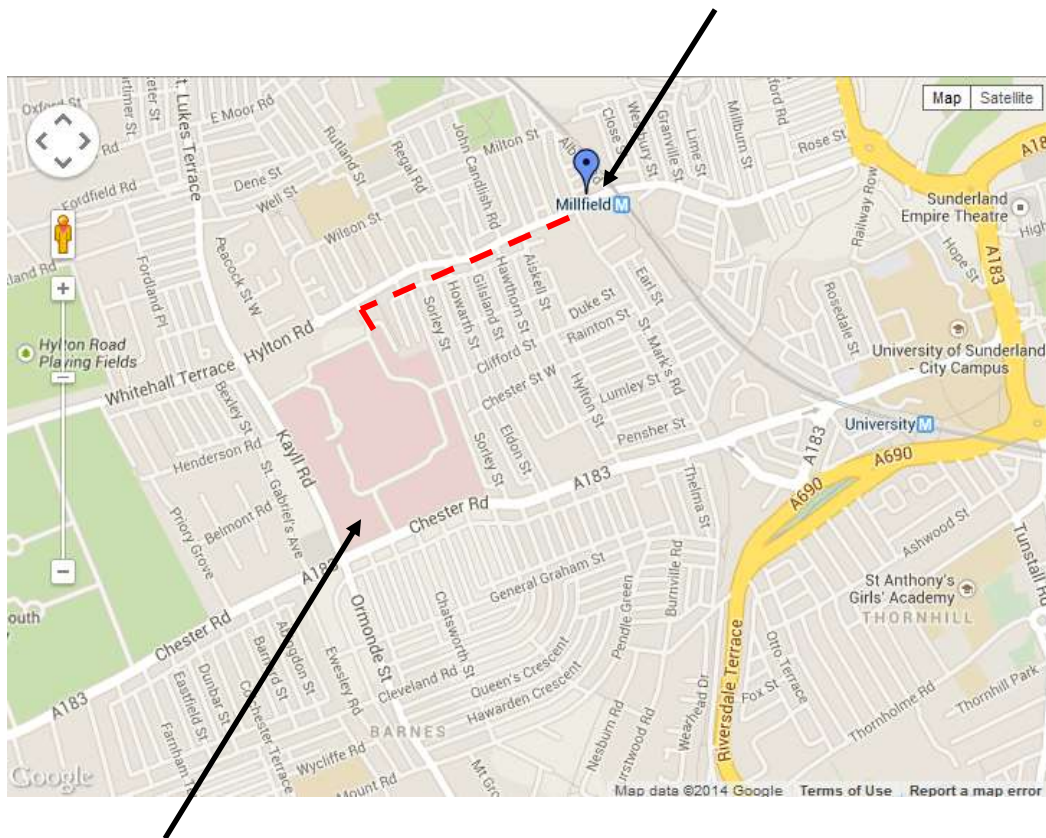 Map
Satellite
Oxford St
E Moor Rd
St. Lukes Terrace
Fordfield Rd
Dene St
Well St
Rutland St
Regal Rd
Milton St
John Candlish Rd
Wilson St
Peacock St W
Fordland Pl
Close St
Westbury St
Granville St
Lime St
Millburn St
Rose St
Railway Row
Millfield M
Sunderland
Empire Theatre
Hope St
A183
Hylton Road
Playing Fields
Hylton Rd
Whitehall Terrace
Sorley St
Howarth St
Gilsland St
Hawthorn St
Aiskell St
Earl St
Duke St
Rainton St
St Mark's Rd
Clifford St
Chester St W
Lumley St
Hylton St
Pensher St
Rosedale St
University of Sunderland
- City Campus
University M
A183
A690
A690
Bexley St
Kayll Rd
Henderson Rd
St. Gabriel's Ave
Belmont Rd
Priory Grove
Sorley St
Eldon St
A183
Chester Rd
Thelma St
A183
Chester Rd
A183
Ormonde St
General Graham St
Chatsworth St
Pendle Green
Burnville Rd
Ashwood St
Tunstall Rd
St Anthony's
Girls' Academy
THORNHILL
Abingdon St
Barnard St
Dunbar St
Eastfield St
Ewesley Rd
Cleveland Rd
Queen's Crescent
Hawarden Crescent
BARNES
Wycliffe Rd
Nesburn Rd
Wearhead Dr
Riversdale Terrace
Fox St
Otto Terrace
Thornholme Rd
Thornhill Park
Google
Map data ©2014 Google
Terms of Use
Report a map error